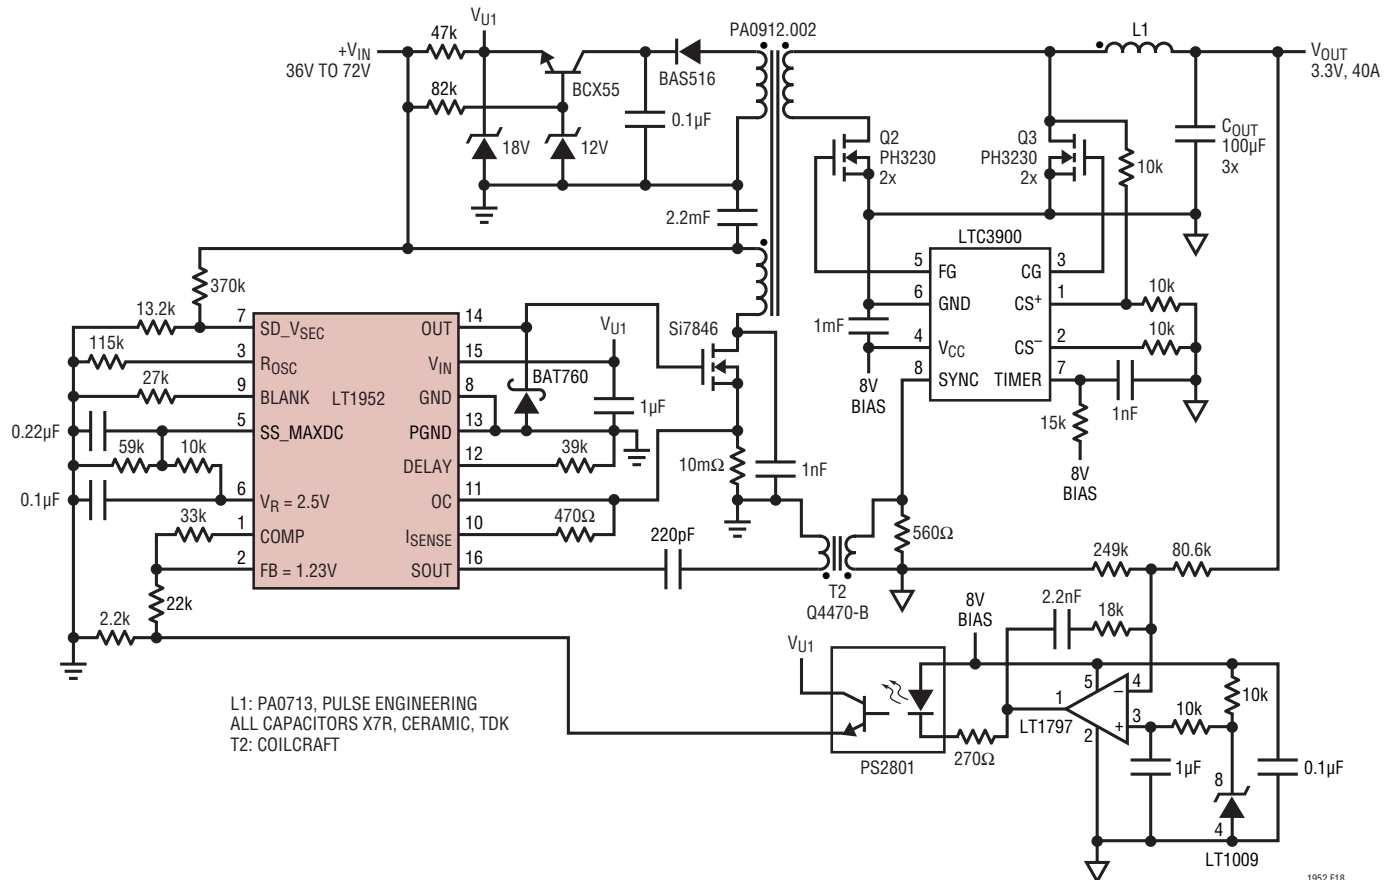 +VIN
36V TO 72V
47k
VU1
82k
18V
BCX55
12V
BAS516
0.1µF
PA0912.002
2.2mF
L1
VOUT
3.3V, 40A
Q2
PH3230
2x
Q3
PH3230
2x
10k
COUT
100µF
3x
LTC3900
5 FG
CG 3
6 GND
CS+ 1
4 VCC
CS– 2
8 SYNC
TIMER 7
1mF
8V
BIAS
10k
10k
1nF
15k
8V
BIAS
370k
13.2k
115k
27k
0.22µF
59k
10k
0.1µF
33k
22k
2.2k
LT1952
7 SD_VSEC
3 ROSC
9 BLANK
5 SS_MAXDC
6 VR = 2.5V
1 COMP
2 FB = 1.23V
OUT 14
VIN 15
GND 8
PGND 13
DELAY 12
OC 11
ISENSE 10
SOUT 16
BAT760
VU1
1µF
39k
470Ω
Si7846
10mΩ
1nF
220pF
T2
Q4470-B
560Ω
249k
80.6k
2.2nF
18k
8V
BIAS
VU1
PS2801
270Ω
1
LT1797
5
4
–
3
+
2
10k
10k
1µF
8
4
LT1009
0.1µF
L1: PA0713, PULSE ENGINEERING
ALL CAPACITORS X7R, CERAMIC, TDK
T2: COILCRAFT
1952 F18